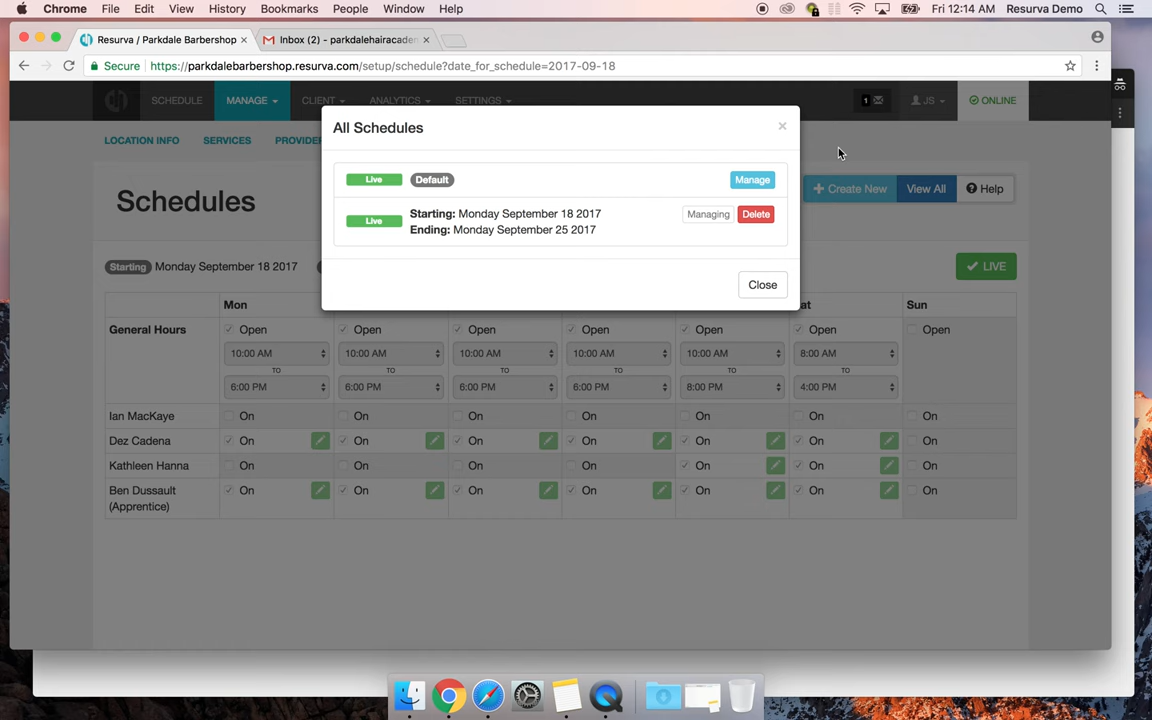 Chrome File Edit View History Bookmarks People Window Help Fri 12:14 AM Resurva Demo
Resurva / Parkdale Barbershop × Inbox (2) - parkdalehairacade ×
Secure https://parkdalebarbershop.resurva.com/setup/schedule?date_for_schedule=2017-09-18
SCHEDULE MANAGE CLIENT ANALYTICS SETTINGS 1 JS ONLINE
All Schedules ×
LOCATION INFO SERVICES PROVIDER
Live Default Manage
Schedules + Create New View All ? Help
Live Starting: Monday September 18 2017 Managing Delete
Ending: Monday September 25 2017
Starting Monday September 18 2017 LIVE
Close
Mon at Sun
General Hours Open Open Open Open Open Open Open
10:00 AM 10:00 AM 10:00 AM 10:00 AM 10:00 AM 8:00 AM
TO TO TO TO TO TO
6:00 PM 6:00 PM 6:00 PM 6:00 PM 8:00 PM 4:00 PM
Ian MacKaye On On On On On On On
Dez Cadena On On On On On On On
Kathleen Hanna On On On On On On On
Ben Dussault On On On On On On On
(Apprentice)